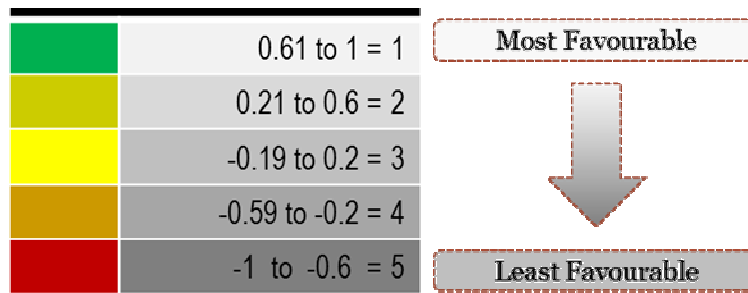 0.61 to 1 = 1
Most Favourable
0.21 to 0.6 = 2
-0.19 to 0.2 = 3
-0.59 to -0.2 = 4
-1 to -0.6 = 5
Least Favourable